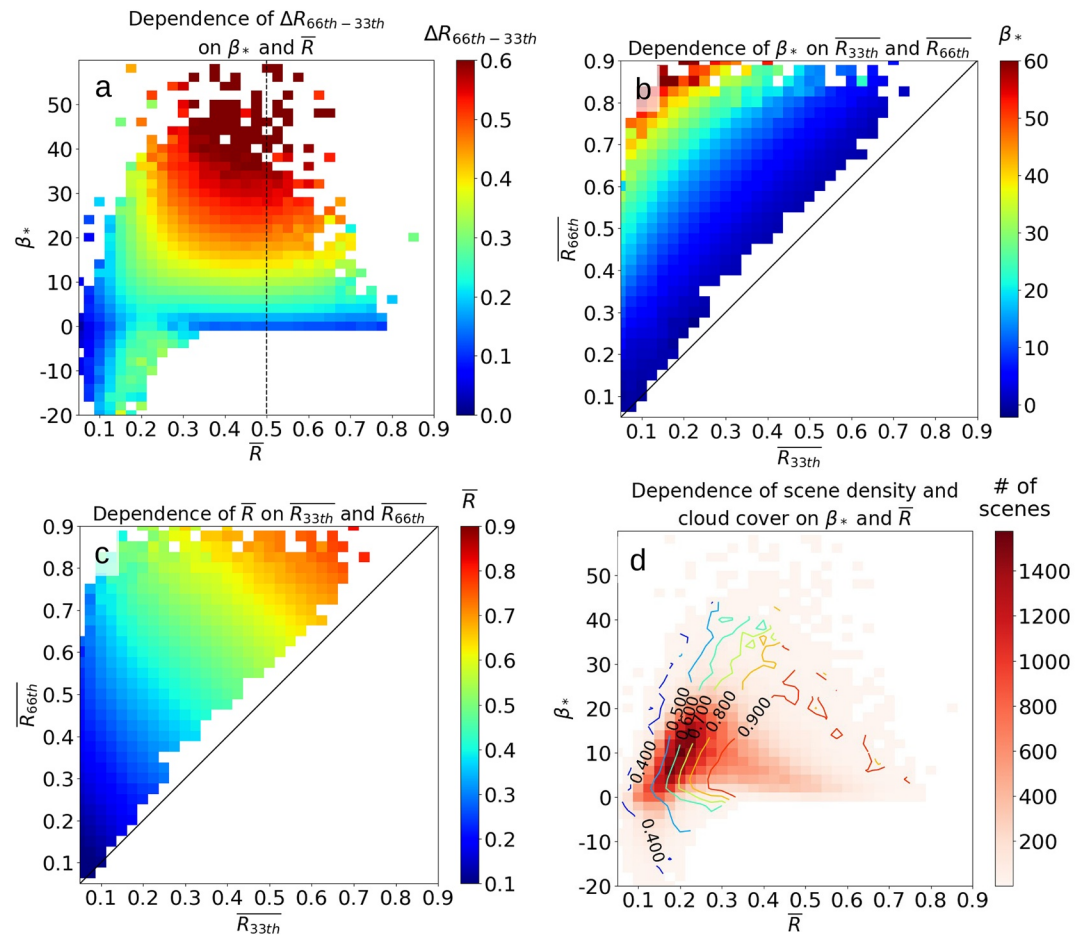 Dependence of ΔR66th−33th
on β* and R̅
ΔR66th−33th
a
50
40
30
20
10
0
-10
-20
β*
0.1 0.2 0.3 0.4 0.5 0.6 0.7 0.8 0.9
R̅
0.6
0.5
0.4
0.3
0.2
0.1
0.0
Dependence of β* on R33th and R66th
β*
b
0.9
0.8
0.7
0.6
0.5
0.4
0.3
0.2
0.1
R66th
0.1 0.2 0.3 0.4 0.5 0.6 0.7 0.8 0.9
R33th
60
50
40
30
20
10
0
Dependence of R̅ on R33th and R66th
R̅
c
0.9
0.8
0.7
0.6
0.5
0.4
0.3
0.2
0.1
R66th
0.1 0.2 0.3 0.4 0.5 0.6 0.7 0.8 0.9
R33th
0.9
0.8
0.7
0.6
0.5
0.4
0.3
0.2
0.1
Dependence of scene density and
cloud cover on β* and R̅
# of
scenes
d
50
40
30
20
10
0
-10
-20
β*
0.400
0.500
0.600
0.700
0.800
0.900
0.400
0.1 0.2 0.3 0.4 0.5 0.6 0.7 0.8 0.9
R̅
1400
1200
1000
800
600
400
200